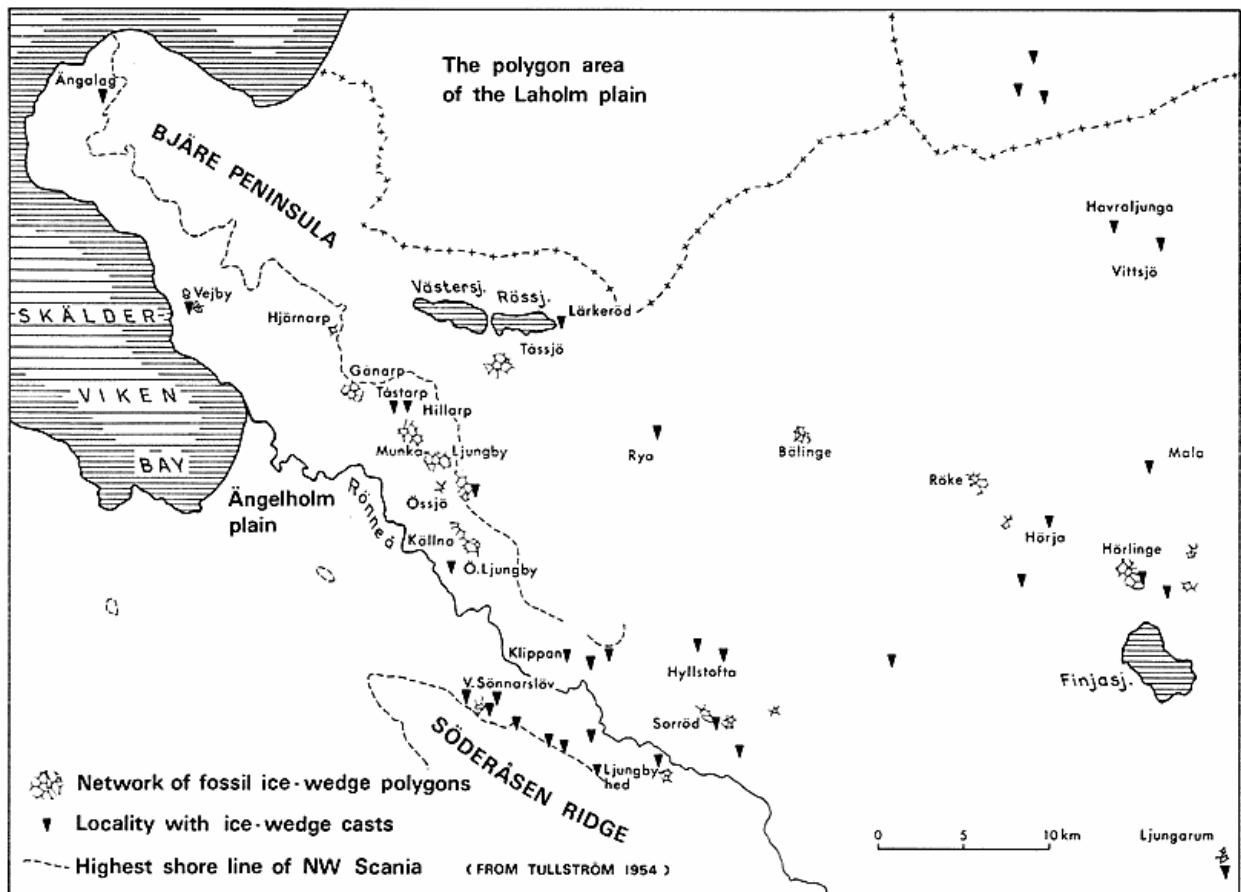 The polygon area
of the Laholm plain
Ängalag
BJÄRE PENINSULA
Havraljunga
Vittsjö
Västersj.
Rössj.
Lärkeröd
Vejby
SKÄLDER
Hjärnarp
Tåssjö
Gånarp
Tåstarp
Hillarp
VIKEN
Munka Ljungby
Rya
Bälinge
Mala
BAY
Röke
Ängelholm
plain
Rönneå
Össjö
Hörja
Källna
Hörlinge
Ö. Ljungby
Klippan
Hyllstofta
Finjasj.
V. Sönnarslöv
Sorröd
SÖDERÅSEN RIDGE
Ljungby
hed
Network of fossil ice-wedge polygons
Locality with ice-wedge casts
Highest shore line of NW Scania (FROM TULLSTRÖM 1954)
0 5 10 km
Ljungarum